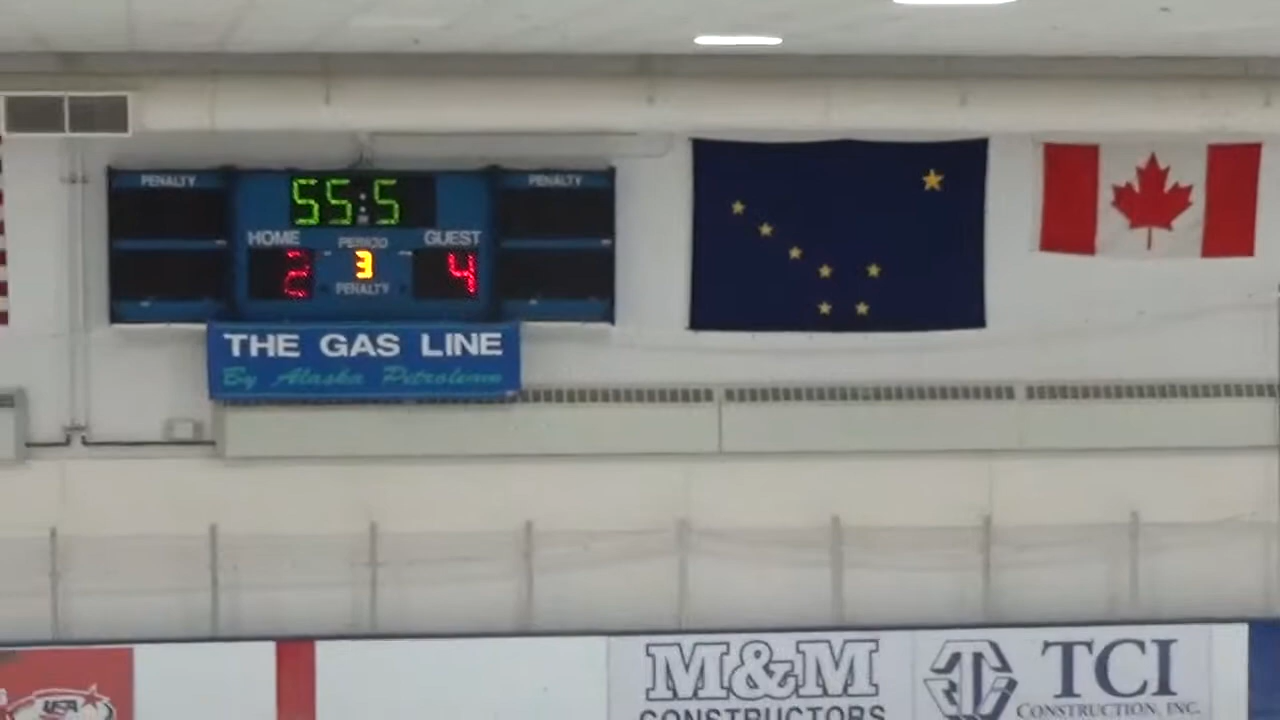 PENALTY
PENALTY
55:5
HOME
PERIOD
GUEST
2
3
4
PENALTY
THE GAS LINE
By Alaska Petroleum
USA
M&M
CONSTRUCTORS
TCI
CONSTRUCTION, INC.